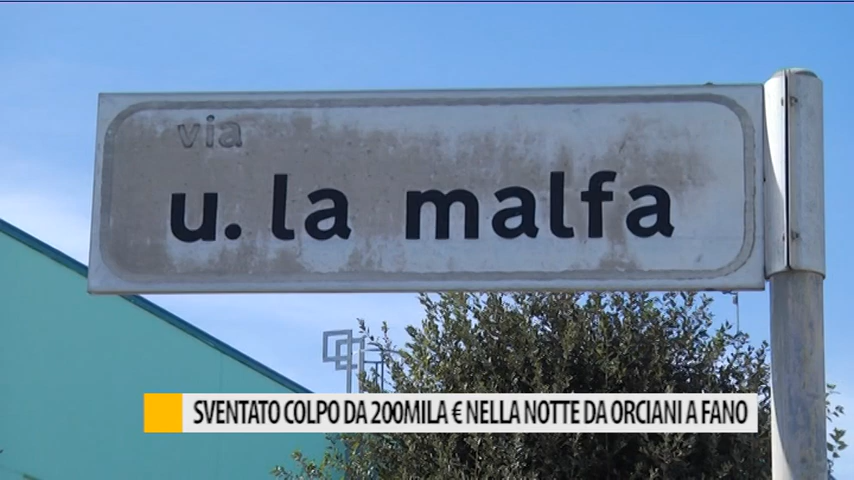 via
u. la malfa
SVENTATO COLPO DA 200MILA € NELLA NOTTE DA ORCIANI A FANO